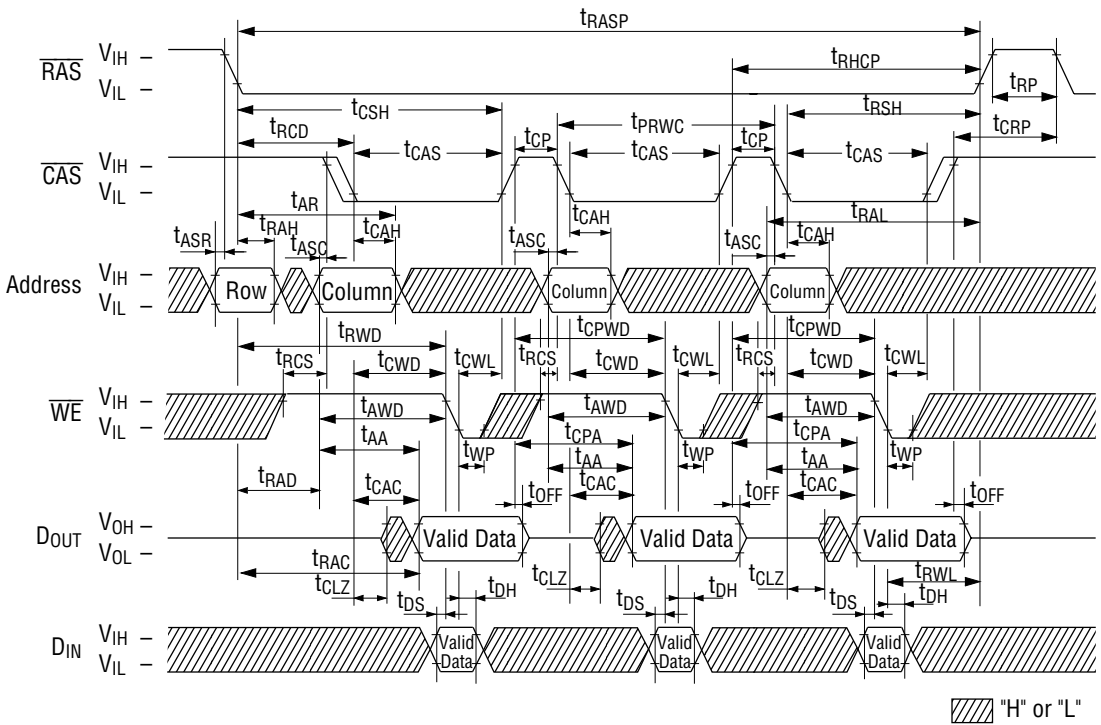 tRASP
RAS VIH –
VIL –
tRHCP
tRP
tCSH
tRSH
tRCD
tCP
tPRWC
tCP
tCRP
CAS VIH –
VIL –
tCAS
tCAS
tCAS
tAR
tRAL
tASR
tRAH
tASC
tCAH
tASC
tCAH
tASC
tCAH
Address VIH –
VIL –
Row
Column
Column
Column
tRWD
tCPWD
tCPWD
tRCS
tCWD
tCWL
tRCS
tCWD
tCWL
tRCS
tCWD
tCWL
WE VIH –
VIL –
tAWD
tAWD
tAWD
tAA
tWP
tCPA
tWP
tCPA
tWP
tAA
tAA
tRAD
tCAC
tOFF
tCAC
tOFF
tCAC
tOFF
DOUT VOH –
VOL –
Valid Data
Valid Data
Valid Data
tRAC
tCLZ
tCLZ
tCLZ
tRWL
tDS
tDH
tDS
tDH
tDS
tDH
DIN VIH –
VIL –
Valid
Data
Valid
Data
Valid
Data
"H" or "L"